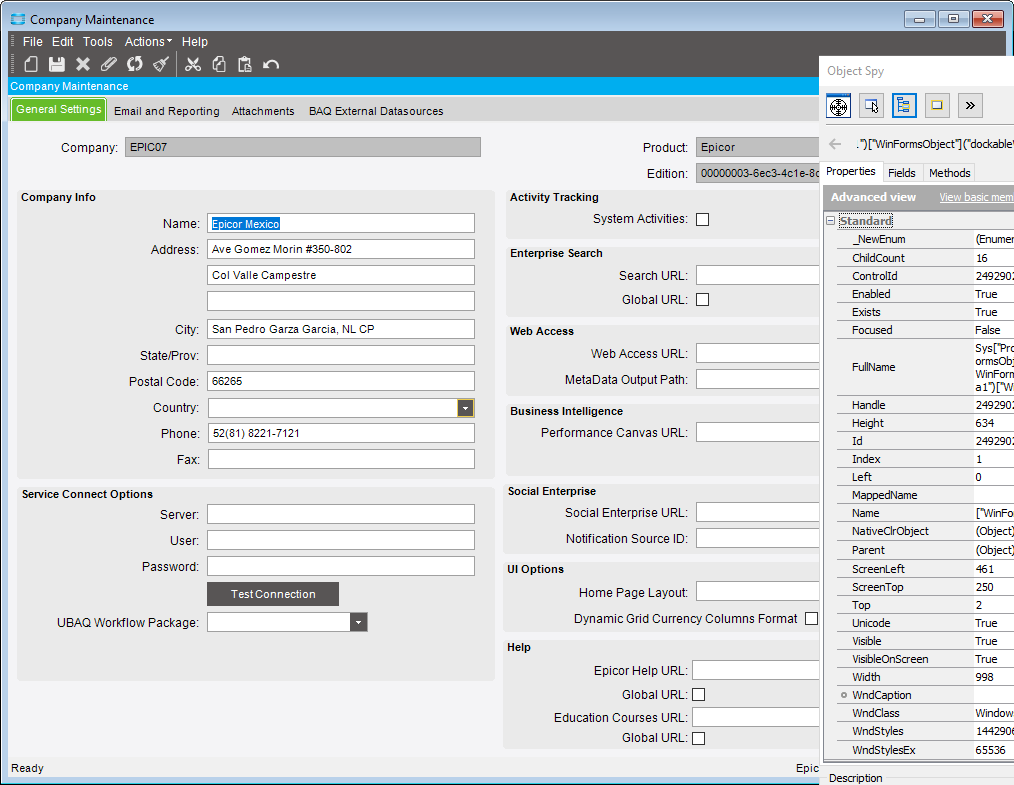 Company Maintenance
File Edit Tools Actions Help
Company Maintenance
General Settings Email and Reporting Attachments BAQ External Datasources
Company: EPIC07
Product: Epicor
Edition: 00000003-6ec3-4c1e-8c
Company Info
Name: Epicor Mexico
Address: Ave Gomez Morin #350-802
Col Valle Campestre
City: San Pedro Garza Garcia, NL CP
State/Prov:
Postal Code: 66265
Country:
Phone: 52(81) 8221-7121
Fax:
Service Connect Options
Server:
User:
Password:
Test Connection
UBAQ Workflow Package:
Activity Tracking
System Activities:
Enterprise Search
Search URL:
Global URL:
Web Access
Web Access URL:
MetaData Output Path:
Business Intelligence
Performance Canvas URL:
Social Enterprise
Social Enterprise URL:
Notification Source ID:
UI Options
Home Page Layout:
Dynamic Grid Currency Columns Format
Help
Epicor Help URL:
Global URL:
Education Courses URL:
Global URL:
Ready
Epic
Object Spy
»
.")["WinFormsObject"]("dockable
Properties Fields Methods
Advanced view View basic mem
Standard
_NewEnum (Enumer
ChildCount 16
ControlId 2492902
Enabled True
Exists True
Focused False
FullName Sys["Pro
ormsObj
WinForm
a1")["Wi
Handle 2492902
Height 634
Id 2492902
Index 1
Left 0
MappedName
Name ["WinFo
NativeClrObject (Object)
Parent (Object)
ScreenLeft 461
ScreenTop 250
Top 2
Unicode True
Visible True
VisibleOnScreen True
Width 998
WndCaption
WndClass Window
WndStyles 1442906
WndStylesEx 65536
Description